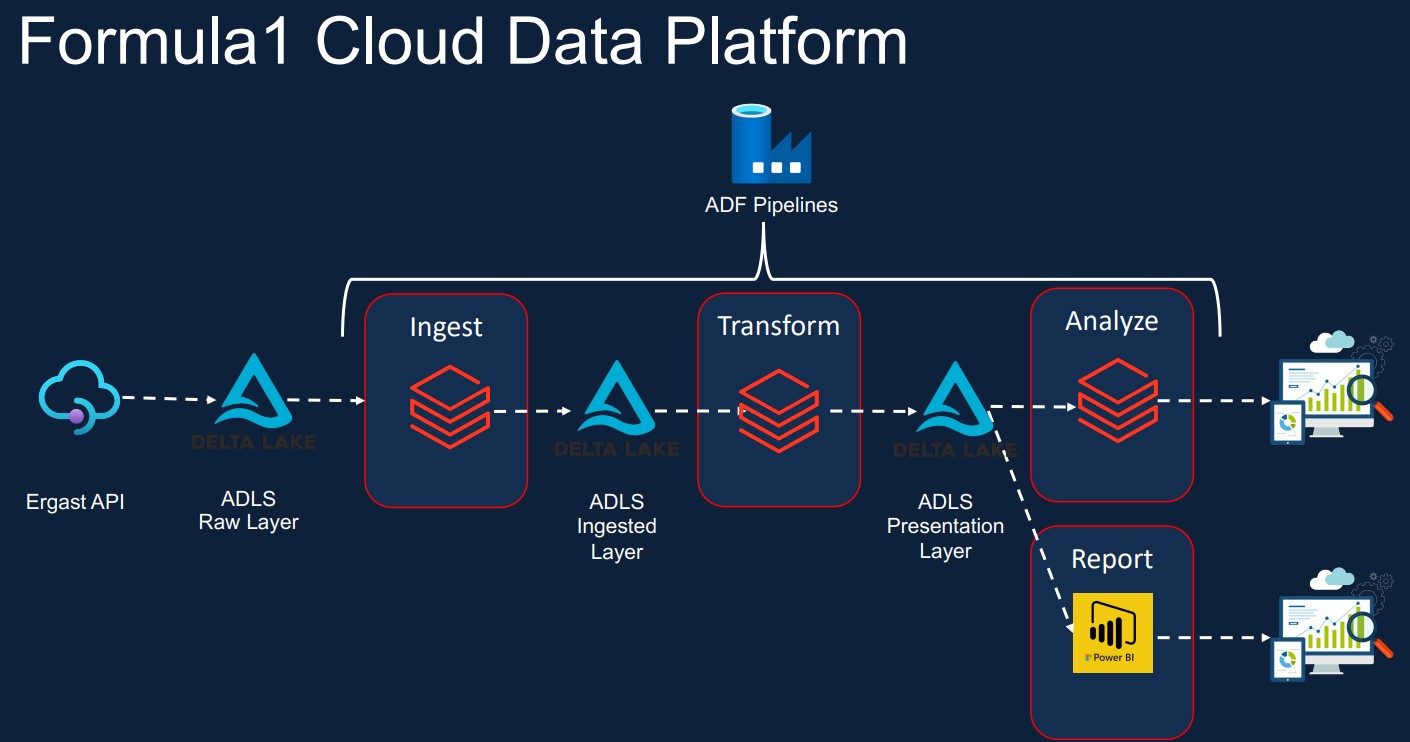 Formula1 Cloud Data Platform
ADF Pipelines
Ingest
Transform
Analyze
DELTA LAKE
DELTA LAKE
DELTA LAKE
Ergast API
ADLS
Raw Layer
ADLS
Ingested
Layer
ADLS
Presentation
Layer
Report
Power BI